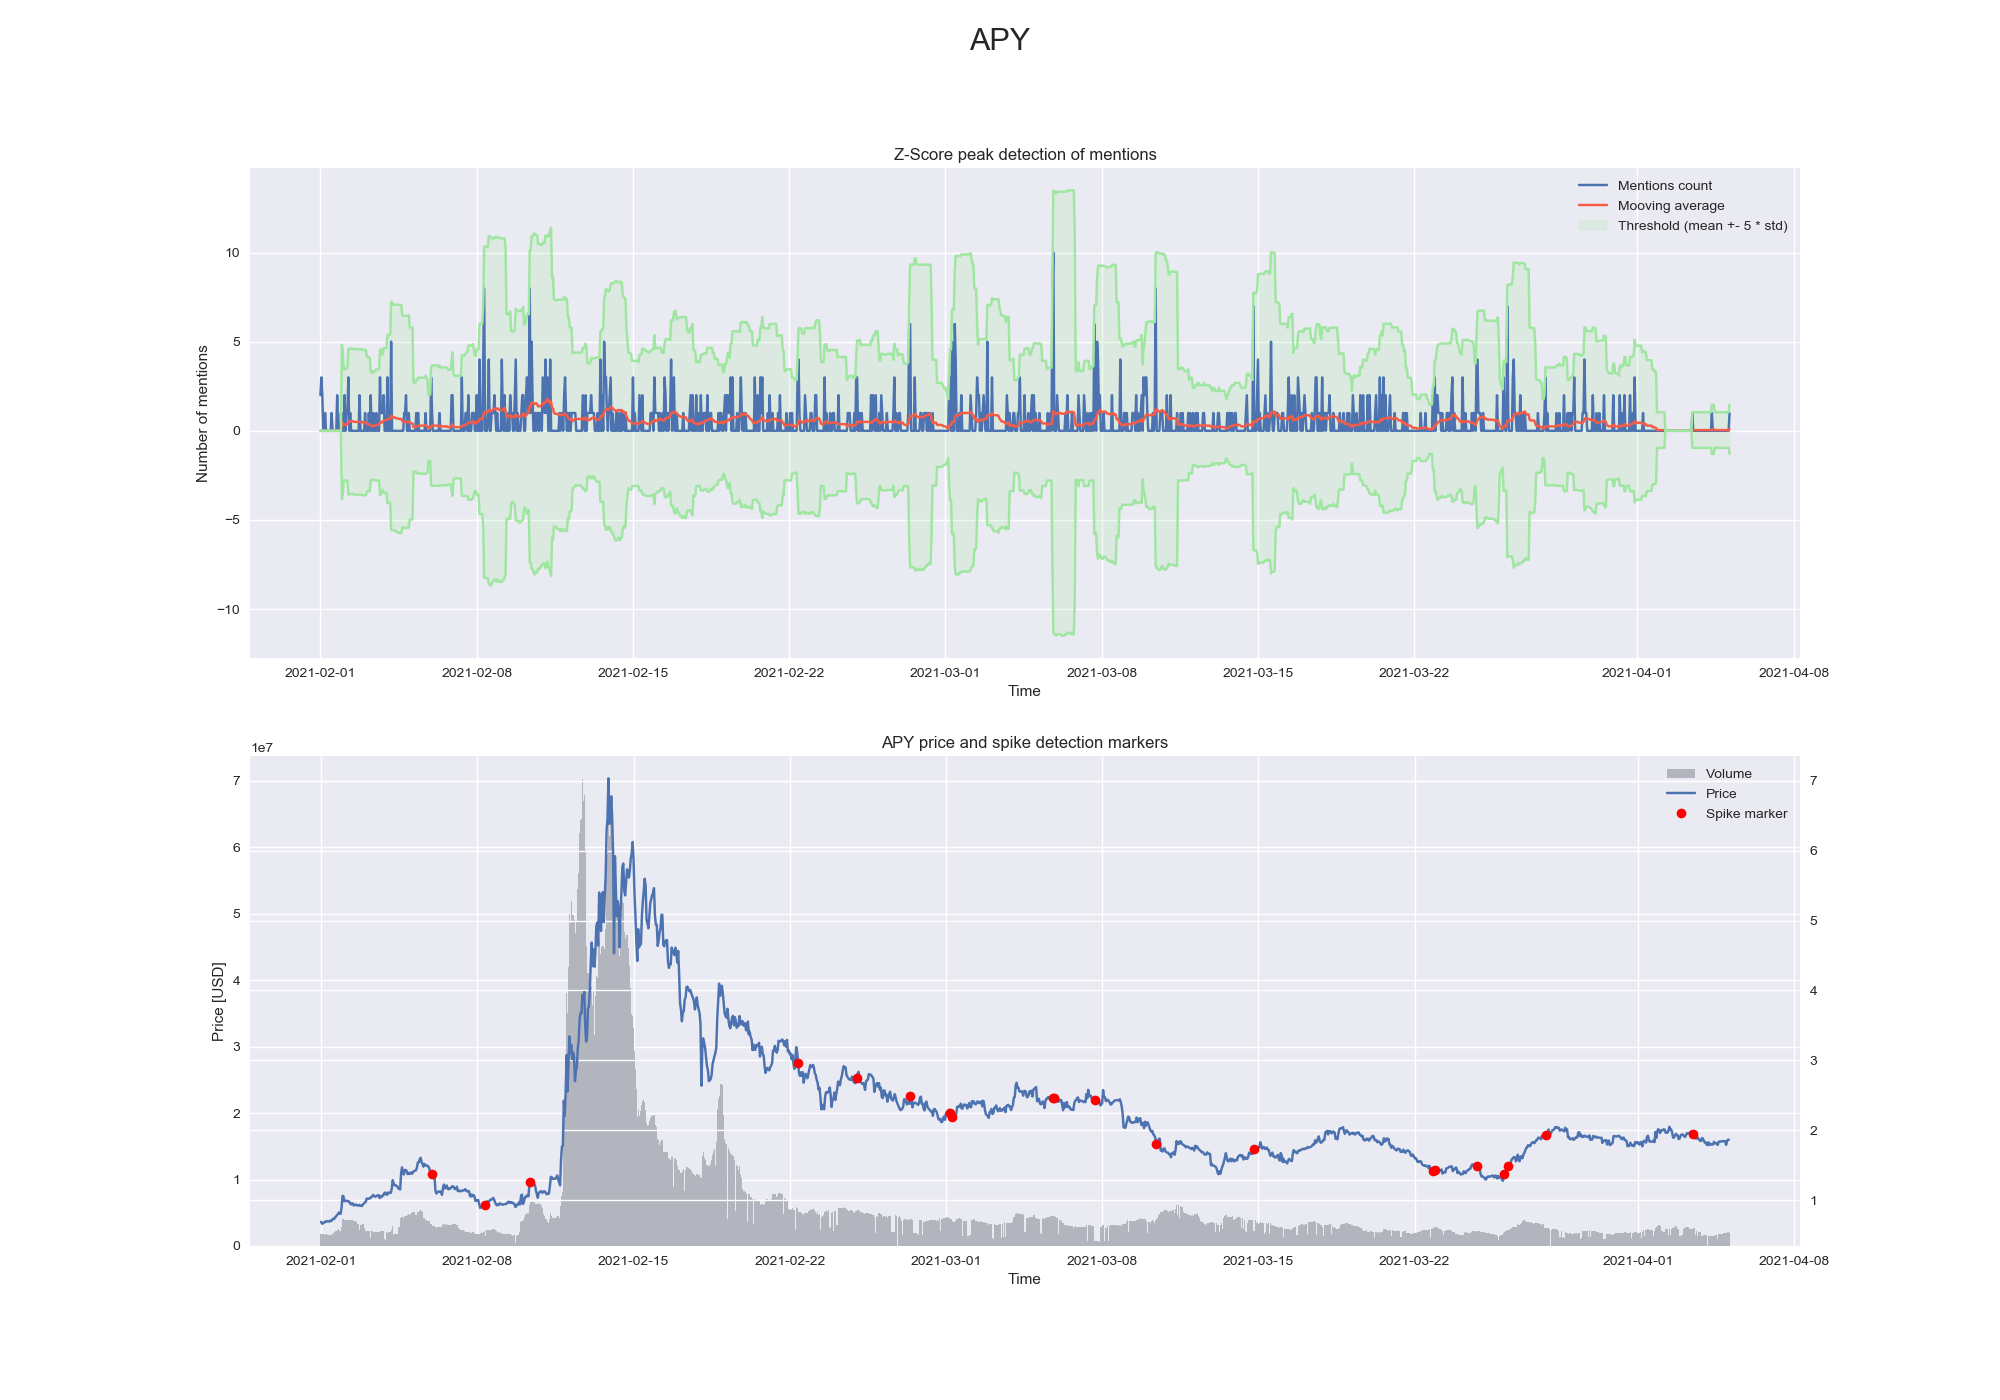 APY
Z-Score peak detection of mentions
Mentions count
Mooving average
Threshold (mean +- 5 * std)
Number of mentions
10
5
0
−5
−10
2021-02-01 2021-02-08 2021-02-15 2021-02-22 2021-03-01 2021-03-08 2021-03-15 2021-03-22 2021-04-01 2021-04-08
Time
APY price and spike detection markers
1e7
Volume
Price
Spike marker
Price [USD]
7
6
5
4
3
2
1
0
7
6
5
4
3
2
1
2021-02-01 2021-02-08 2021-02-15 2021-02-22 2021-03-01 2021-03-08 2021-03-15 2021-03-22 2021-04-01 2021-04-08
Time